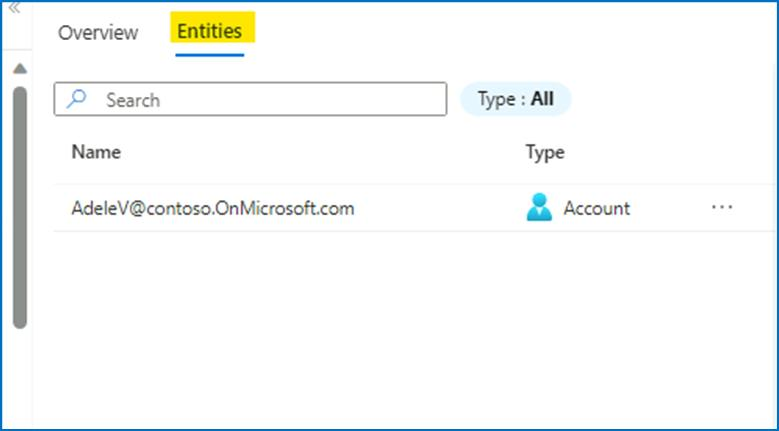 Overview Entities
Search Type : All
Name Type
AdeleV@contoso.OnMicrosoft.com Account ...